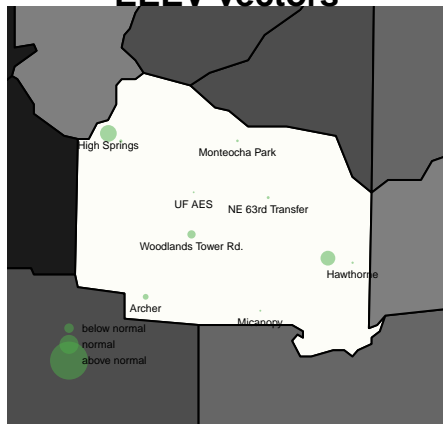 EEEV vectors
High Springs
Monteocha Park
UF AES
NE 63rd Transfer
Woodlands Tower Rd.
Hawthorne
Archer
Micanopy
below normal
normal
above normal